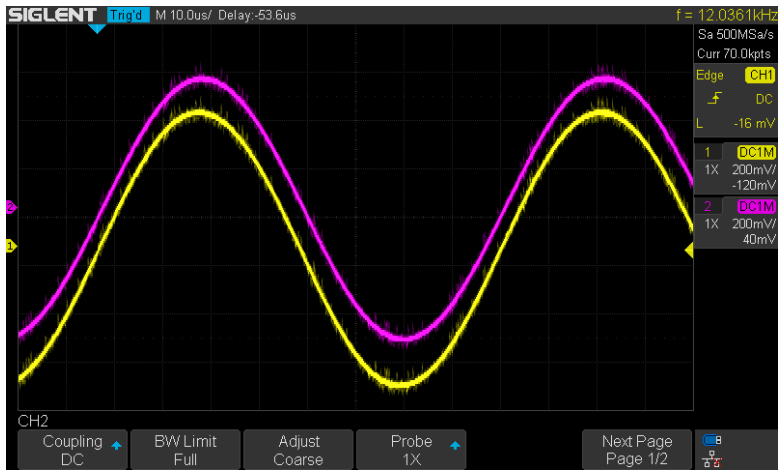 SIGLENT Trig'd M 10.0us/ Delay:-53.6us f = 12.0361kHz
Sa 500MSa/s
Curr 70.0kpts
Edge CH1
DC
L -16 mV
1 DC1M
1X 200mV/
-120mV
2 DC1M
1X 200mV/
40mV
2
1
CH2
Coupling BW Limit Adjust Probe Next Page
DC Full Coarse 1X Page 1/2